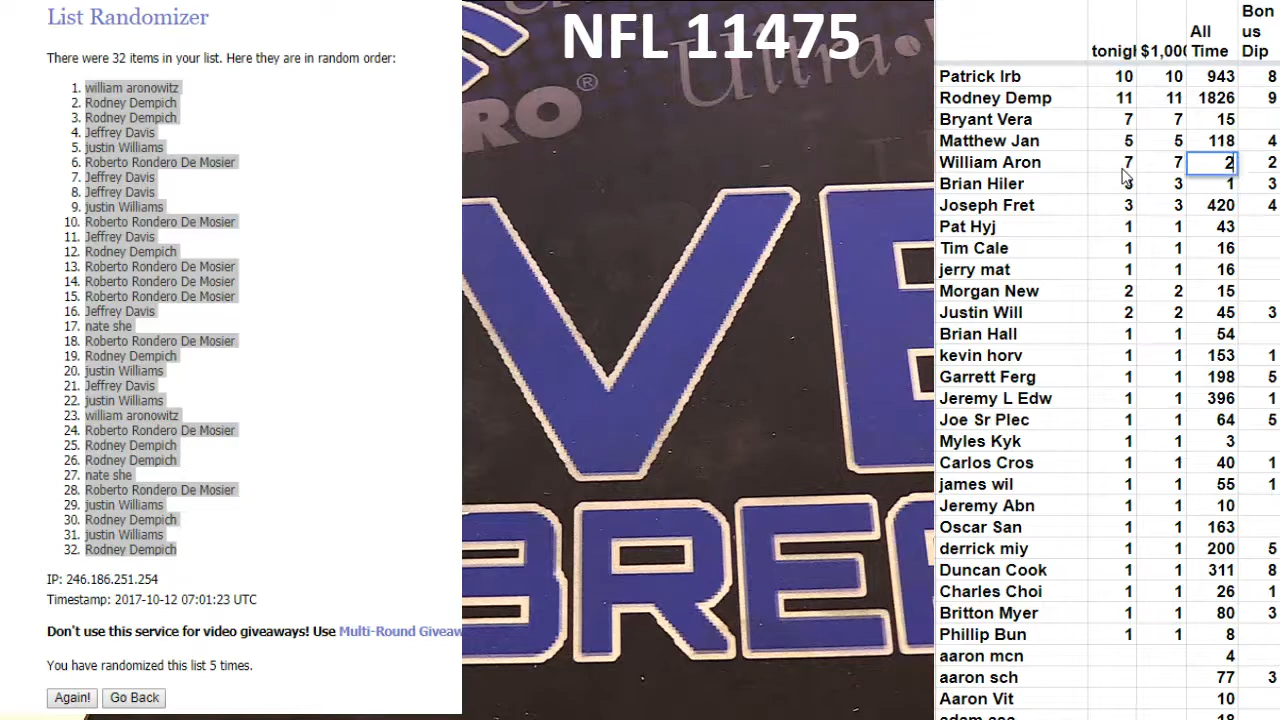 List Randomizer
There were 32 items in your list. Here they are in random order:
1. william aronowitz
2. Rodney Dempich
3. Rodney Dempich
4. Jeffrey Davis
5. justin Williams
6. Roberto Rondero De Mosier
7. Jeffrey Davis
8. Jeffrey Davis
9. justin Williams
10. Roberto Rondero De Mosier
11. Jeffrey Davis
12. Rodney Dempich
13. Roberto Rondero De Mosier
14. Roberto Rondero De Mosier
15. Roberto Rondero De Mosier
16. Jeffrey Davis
17. nate she
18. Roberto Rondero De Mosier
19. Rodney Dempich
20. justin Williams
21. Jeffrey Davis
22. justin Williams
23. william aronowitz
24. Roberto Rondero De Mosier
25. Rodney Dempich
26. Rodney Dempich
27. nate she
28. Roberto Rondero De Mosier
29. justin Williams
30. Rodney Dempich
31. justin Williams
32. Rodney Dempich
IP: 246.186.251.254
Timestamp: 2017-10-12 07:01:23 UTC
Don't use this service for video giveaways! Use Multi-Round Giveaw
You have randomized this list 5 times.
Again! Go Back
NFL 11475
Ultra
RO®
VE
BRE
tonigl $1,00( All Time Bon us Dip
Patrick Irb 10 10 943 8
Rodney Demp 11 11 1826 9
Bryant Vera 7 7 15
Matthew Jan 5 5 118 4
William Aron 7 7 2 2
Brian Hiler 3 3 1 3
Joseph Fret 3 3 420 4
Pat Hyj 1 1 43
Tim Cale 1 1 16
jerry mat 1 1 16
Morgan New 2 2 15
Justin Will 2 2 45 3
Brian Hall 1 1 54
kevin horv 1 1 153 1
Garrett Ferg 1 1 198 5
Jeremy L Edw 1 1 396 1
Joe Sr Plec 1 1 64 5
Myles Kyk 1 1 3
Carlos Cros 1 1 40 1
james wil 1 1 55 1
Jeremy Abn 1 1 10
Oscar San 1 1 163
derrick miy 1 1 200 5
Duncan Cook 1 1 311 8
Charles Choi 1 1 26 1
Britton Myer 1 1 80 3
Phillip Bun 1 1 8
aaron mcn 4
aaron sch 77 3
Aaron Vit 10